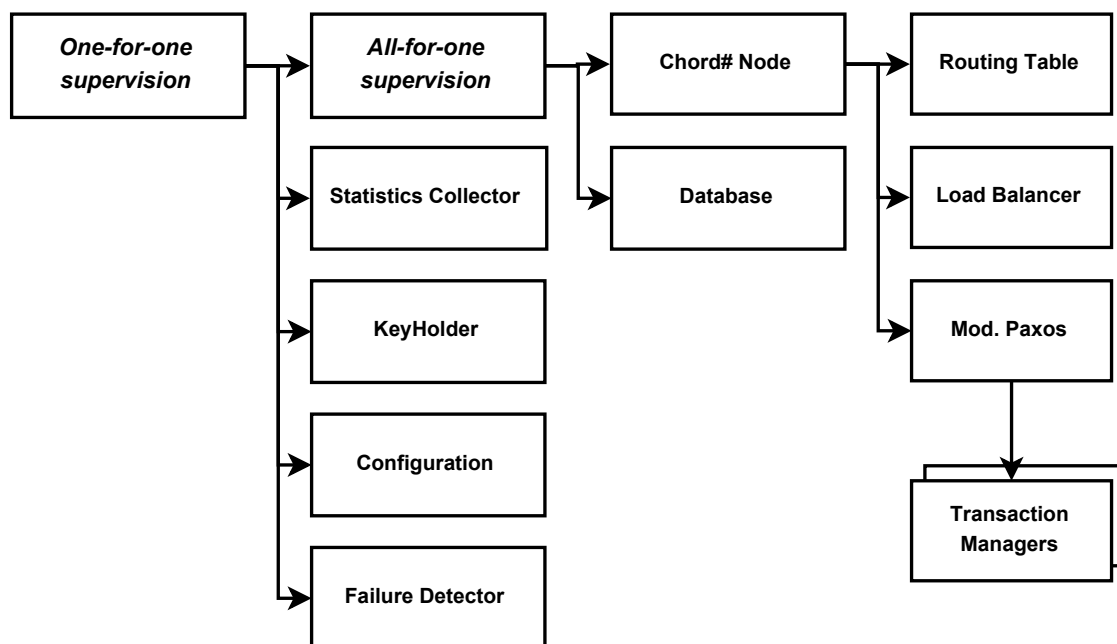 One-for-one
supervision
All-for-one
supervision
Chord# Node
Routing Table
Statistics Collector
Database
Load Balancer
KeyHolder
Mod. Paxos
Configuration
Transaction
Managers
Failure Detector